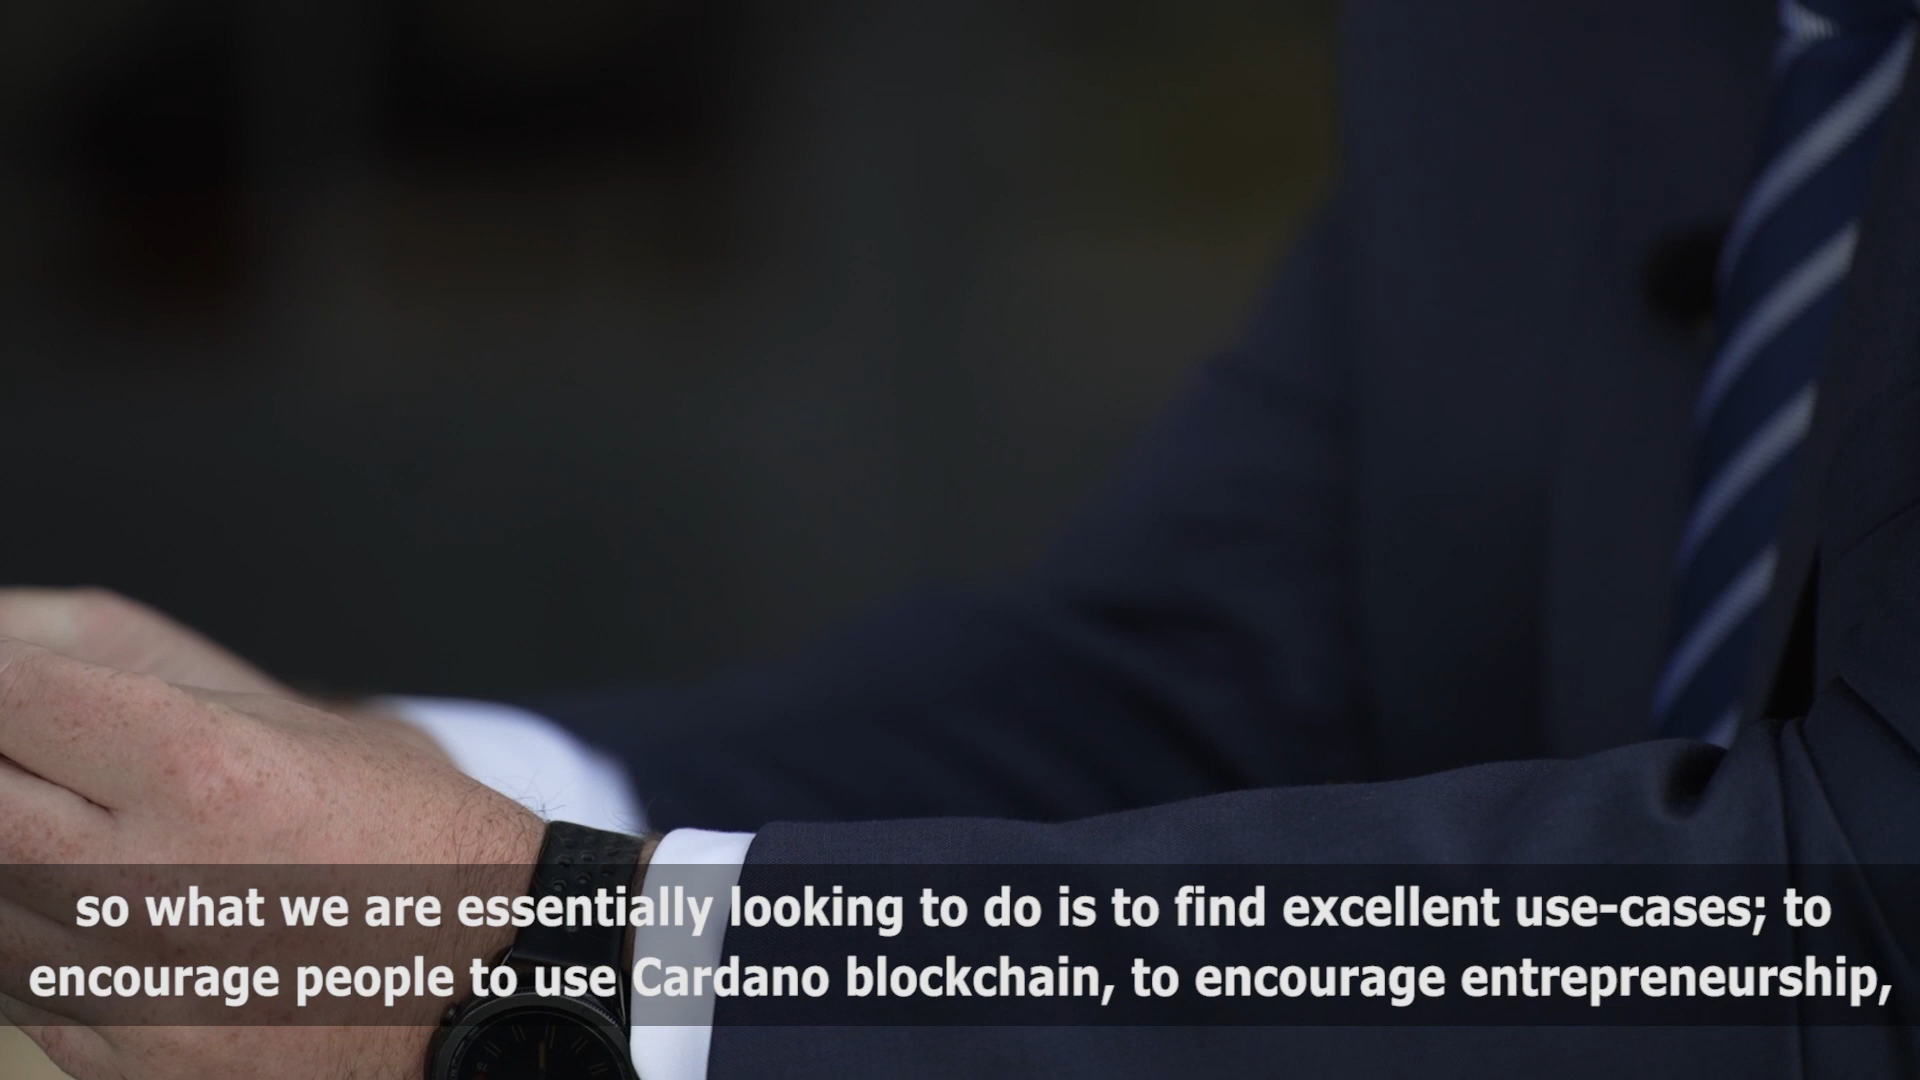 so what we are essentially looking to do is to find excellent use-cases; to
encourage people to use Cardano blockchain, to encourage entrepreneurship,